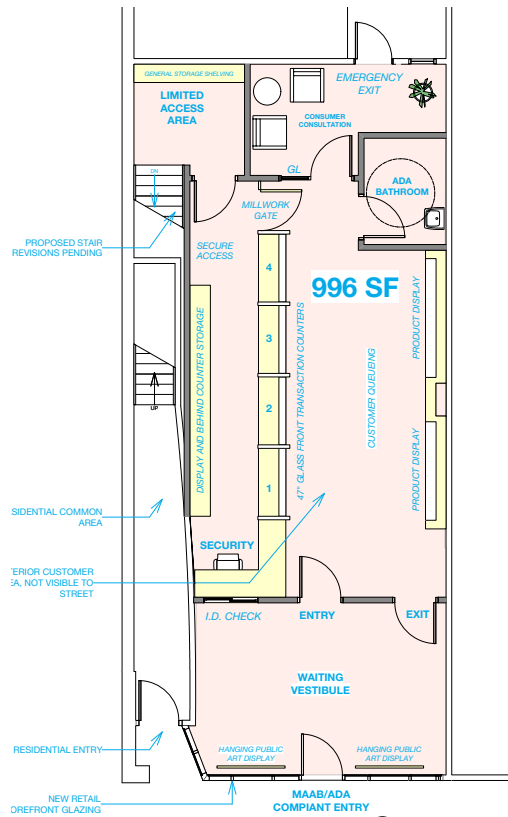 GENERAL STORAGE SHELVING
LIMITED
ACCESS
AREA
EMERGENCY
EXIT
CONSUMER
CONSULTATION
GL
ADA
BATHROOM
DN
MILLWORK
GATE
PROPOSED STAIR
REVISIONS PENDING
SECURE
ACCESS
4
996 SF
PRODUCT DISPLAY
DISPLAY AND BEHIND COUNTER STORAGE
3
47" GLASS FRONT TRANSACTION COUNTERS
CUSTOMER QUEUING
2
UP
PRODUCT DISPLAY
1
SIDENTIAL COMMON
AREA
SECURITY
TERIOR CUSTOMER
EA, NOT VISIBLE TO
STREET
I.D. CHECK
ENTRY
EXIT
WAITING
VESTIBULE
RESIDENTIAL ENTRY
HANGING PUBLIC
ART DISPLAY
HANGING PUBLIC
ART DISPLAY
NEW RETAIL
OREFRONT GLAZING
MAAB/ADA
COMPIANT ENTRY